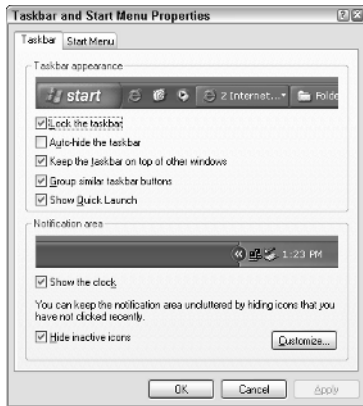 Taskbar and Start Menu Properties
Taskbar
Start Menu
Taskbar appearance
start
2 Internet...
Folde
Lock the taskbar
Auto-hide the taskbar
Keep the taskbar on top of other windows
Group similar taskbar buttons
Show Quick Launch
Notification area
1:23 PM
Show the clock
You can keep the notification area uncluttered by hiding icons that you
have not clicked recently.
Hide inactive icons
Customize...
OK
Cancel
Apply